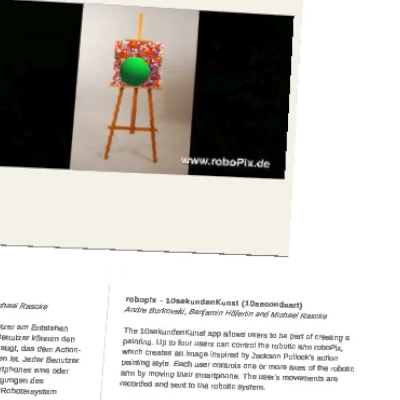 www.roboPix.de
chael Rascke
tzer am Entstehen
Benutzer können den
eugt, das dem Action-
en ist. Jeder Benutzer
rtphones eine oder
gungen des
Robotersystem
robopix - 10sekundenKunst (10secondsart)
Andre Burkovski, Benjamin Höferlin and Michael Rascke
The 10sekundenKunst app allows users to be part of creating a
painting. Up to four users can control the robotic arm roboPix,
which creates an image inspired by Jackson Pollock's action
painting style. Each user controls one or more axes of the robotic
arm by moving their smartphone. The user's movements are
recorded and sent to the robotic system.